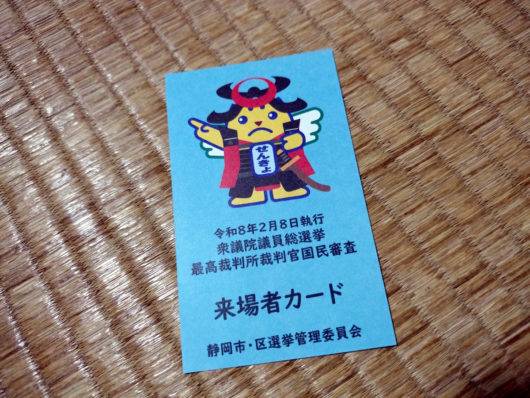 せんきょ
令和8年2月8日執行
衆議院議員総選挙
最高裁判所裁判官国民審査
来場者カード
静岡市・区選挙管理委員会